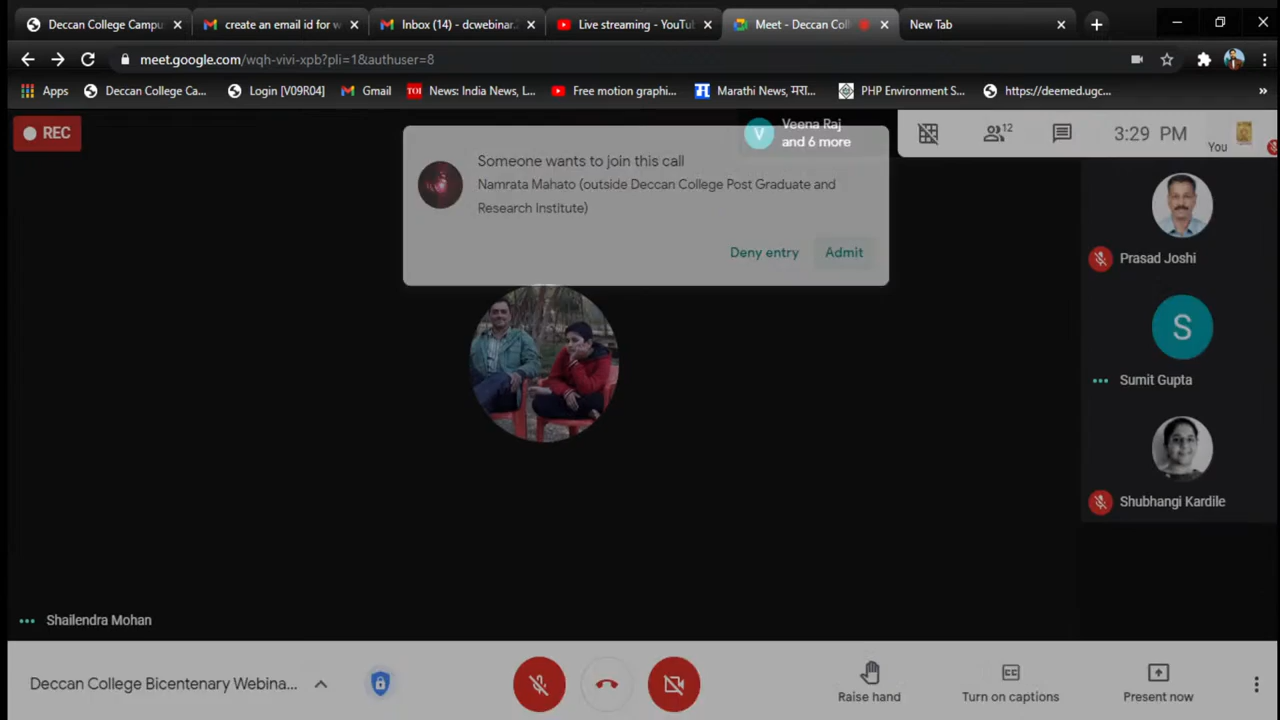 Deccan College Campu
create an email id for w
Inbox (14) - dcwebinar.
Live streaming - YouTu
Meet - Deccan Coll
New Tab
meet.google.com/wqh-vivi-xpb?pli=1&authuser=8
Apps
Deccan College Ca...
Login [V09R04]
Gmail
TOI
News: India News, L...
Free motion graphi...
Marathi News, मरा...
PHP Environment S...
https://deemed.ugc...
REC
Someone wants to join this call
Namrata Mahato (outside Deccan College Post Graduate and
Research Institute)
Deny entry
Admit
V
Veena Raj
and 6 more
12
3:29 PM
You
Prasad Joshi
S
Sumit Gupta
Shubhangi Kardile
Shailendra Mohan
Deccan College Bicentenary Webina...
Raise hand
Turn on captions
Present now